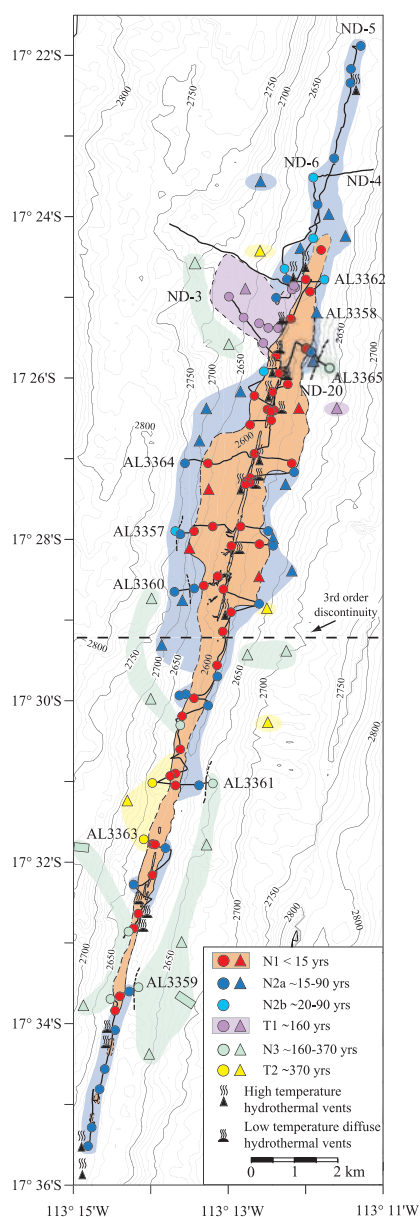 ND-5
17° 22'S
2800
2750
2650
2700
2750
ND-6
ND-4
17° 24'S
AL3362
ND-3
AL3358
2650
2700
2750
2700
2650
AL3365
ND-20
17° 26'S
2800
2600
AL3364
AL3357
17° 28'S
AL3360
3rd order
discontinuity
2800
2650
2600
2650
2700
2750
2800
17° 30'S
2650
2700
2750
AL3361
AL3363
17° 32'S
2750
2650
2700
2800
2700
AL3359
17° 34'S
N1 < 15 yrs
N2a ~15-90 yrs
N2b ~20-90 yrs
T1 ~160 yrs
N3 ~160-370 yrs
T2 ~370 yrs
High temperature
hydrothermal vents
Low temperature diffuse
hydrothermal vents
0 1 2 km
17° 36'S
113° 15'W 113° 13'W 113° 11'W